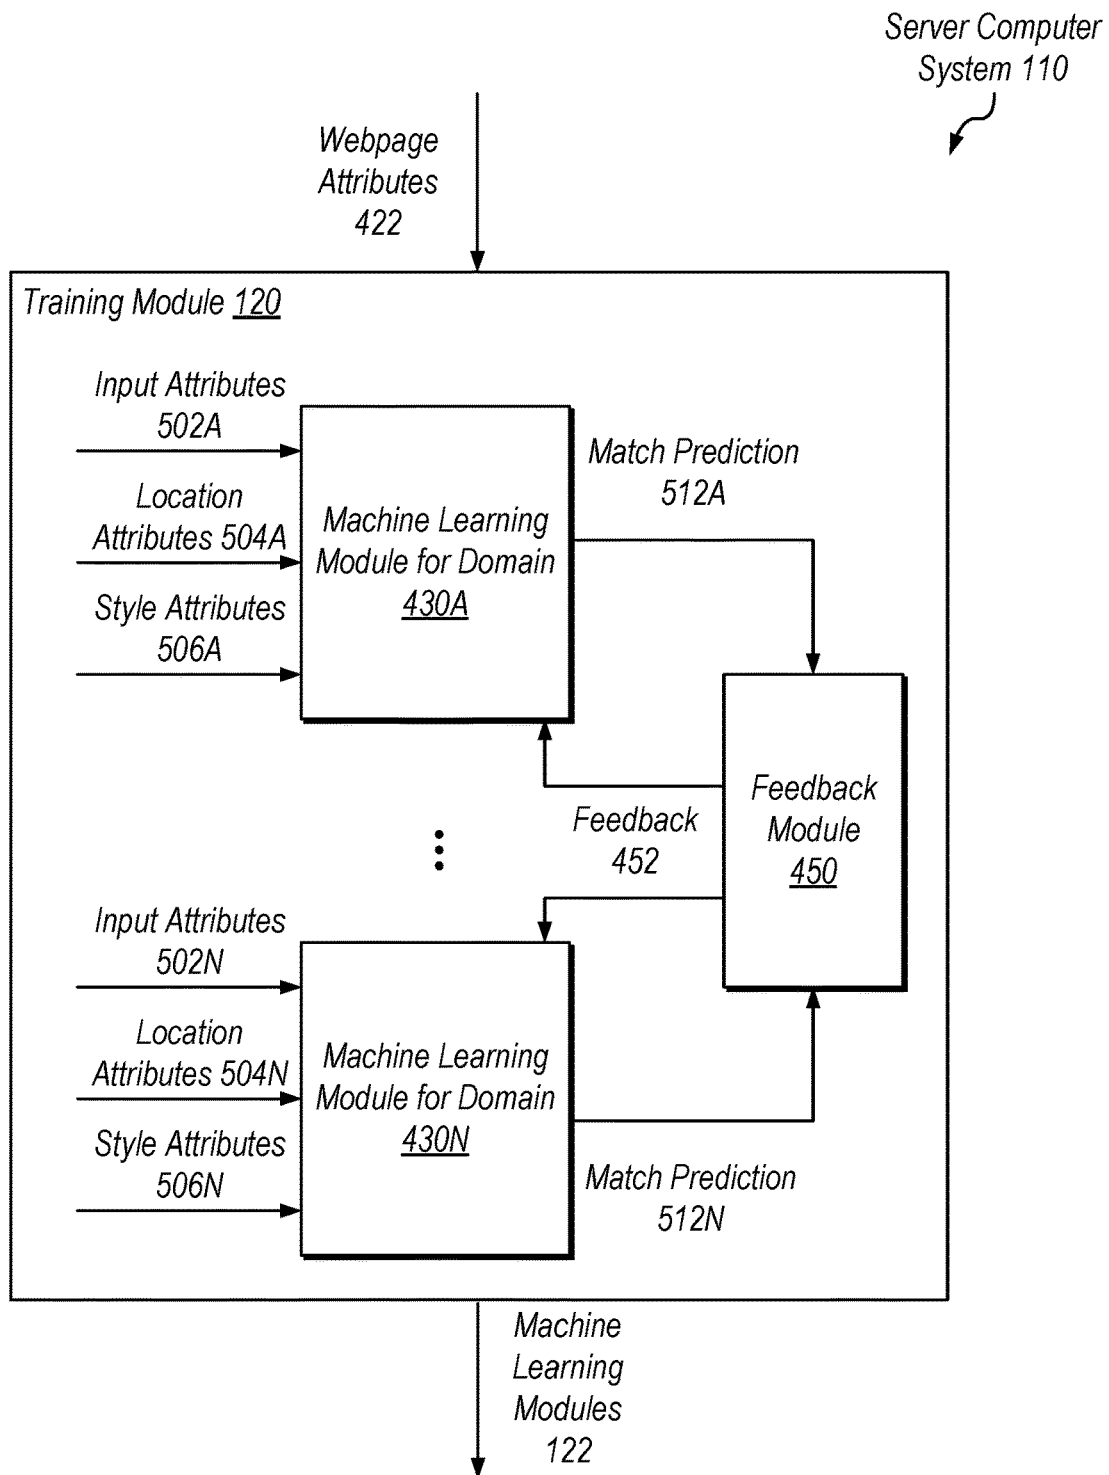 Server Computer
System 110
Webpage
Attributes
422
Training Module 120
Input Attributes
502A
Location
Attributes 504A
Style Attributes
506A
Machine Learning
Module for Domain
430A
Match Prediction
512A
Feedback
Module
450
Feedback
452
Input Attributes
502N
Location
Attributes 504N
Style Attributes
506N
Machine Learning
Module for Domain
430N
Match Prediction
512N
Machine
Learning
Modules
122